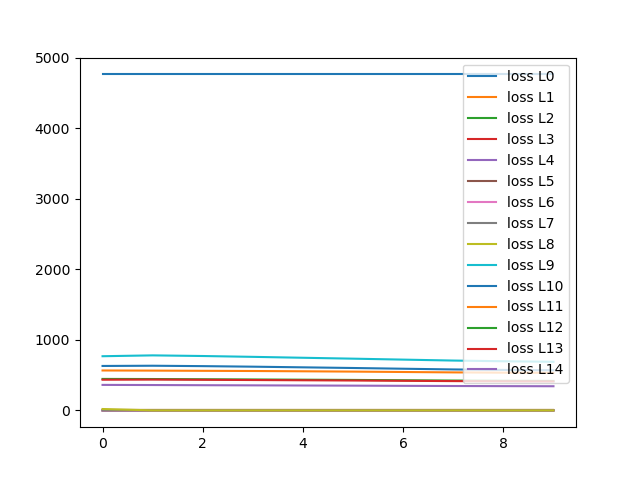 5000
4000
3000
2000
1000
0
0
2
4
6
8
loss L0
loss L1
loss L2
loss L3
loss L4
loss L5
loss L6
loss L7
loss L8
loss L9
loss L10
loss L11
loss L12
loss L13
loss L14